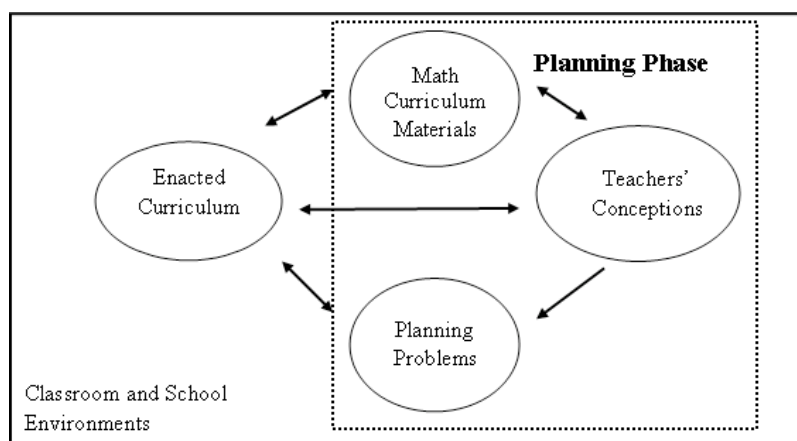 Planning Phase
Math
Curriculum
Materials
Enacted
Curriculum
Teachers'
Conceptions
Planning
Problems
Classroom and School
Environments